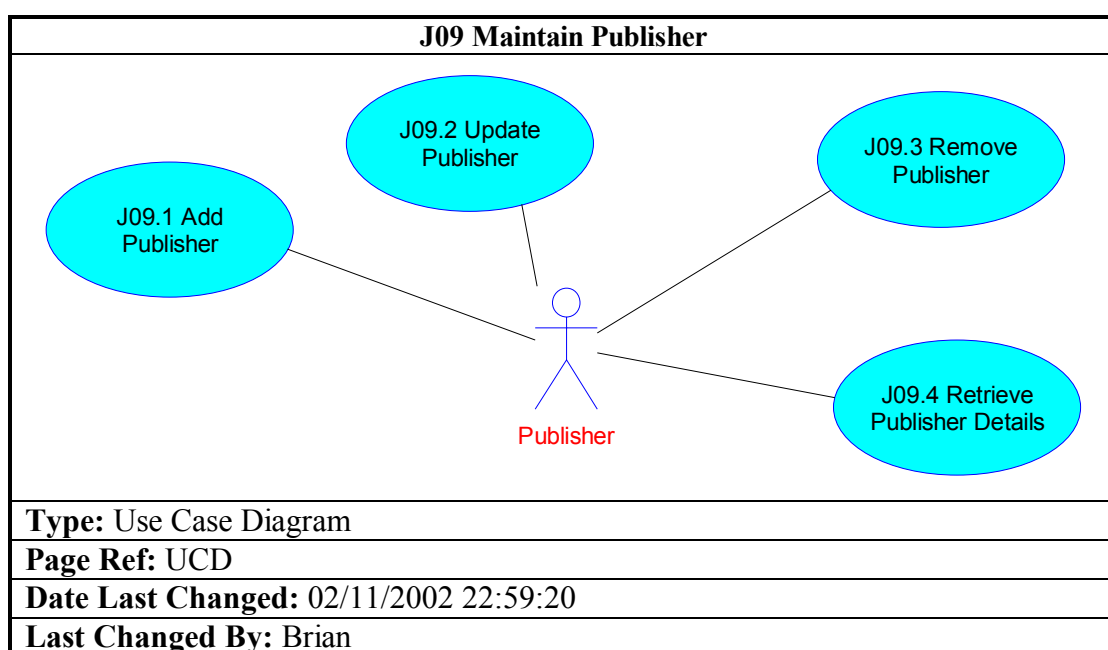 J09 Maintain Publisher
J09.2 Update
Publisher
J09.3 Remove
Publisher
J09.1 Add
Publisher
J09.4 Retrieve
Publisher Details
Publisher
Type: Use Case Diagram
Page Ref: UCD
Date Last Changed: 02/11/2002 22:59:20
Last Changed By: Brian